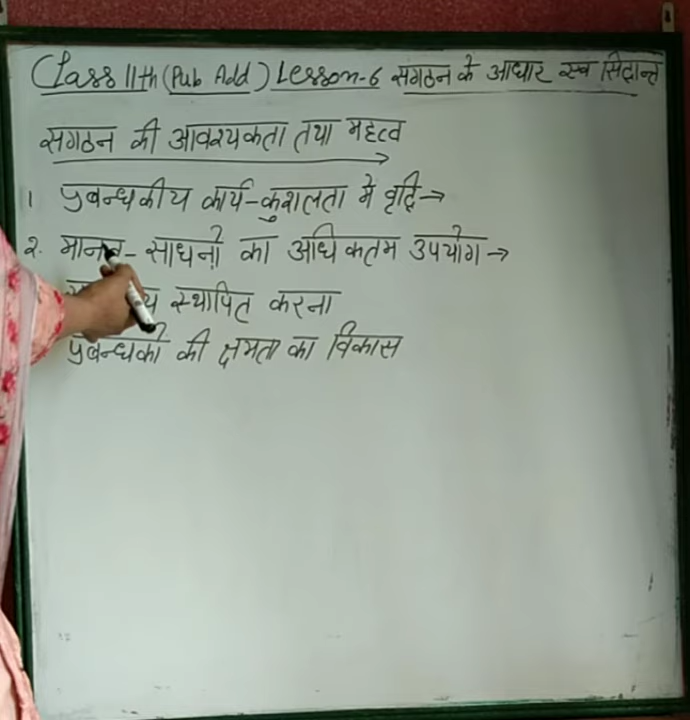 Class 11th (Pub Add) Lesson-6 संगठन के आधार एवं सिद्धान्त
संगठन की आवश्यकता तथा महत्व
1 प्रबन्धकीय कार्य-कुशलता मे वृद्धि→
२. मानव-साधनों का अधिकतम उपयोग→
स्थापित करना
प्रबन्धकों की क्षमता का विकास